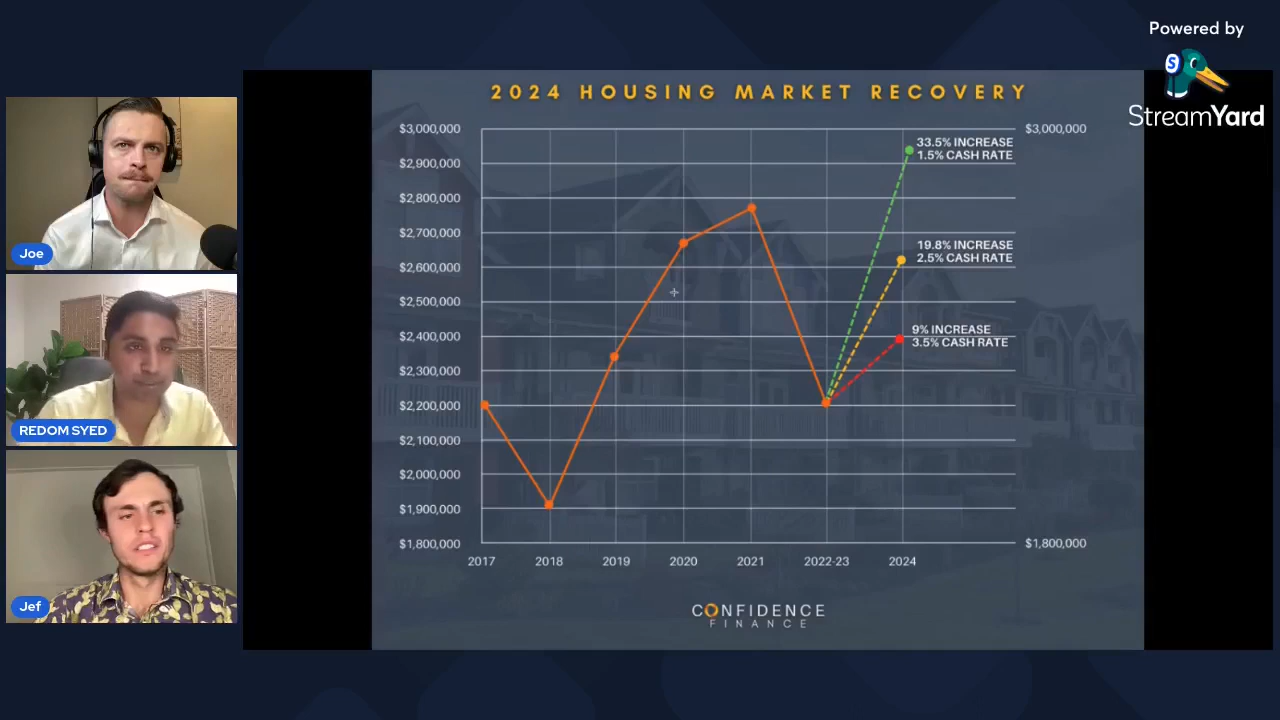 Powered by
StreamYard
Joe
REDOM SYED
Jef
2024 HOUSING MARKET RECOVERY
$3,000,000
$2,900,000
$2,800,000
$2,700,000
$2,600,000
$2,500,000
$2,400,000
$2,300,000
$2,200,000
$2,100,000
$2,000,000
$1,900,000
$1,800,000
$3,000,000
33.5% INCREASE
1.5% CASH RATE
19.8% INCREASE
2.5% CASH RATE
9% INCREASE
3.5% CASH RATE
$1,800,000
2017 2018 2019 2020 2021 2022-23 2024
CONFIDENCE
FINANCE